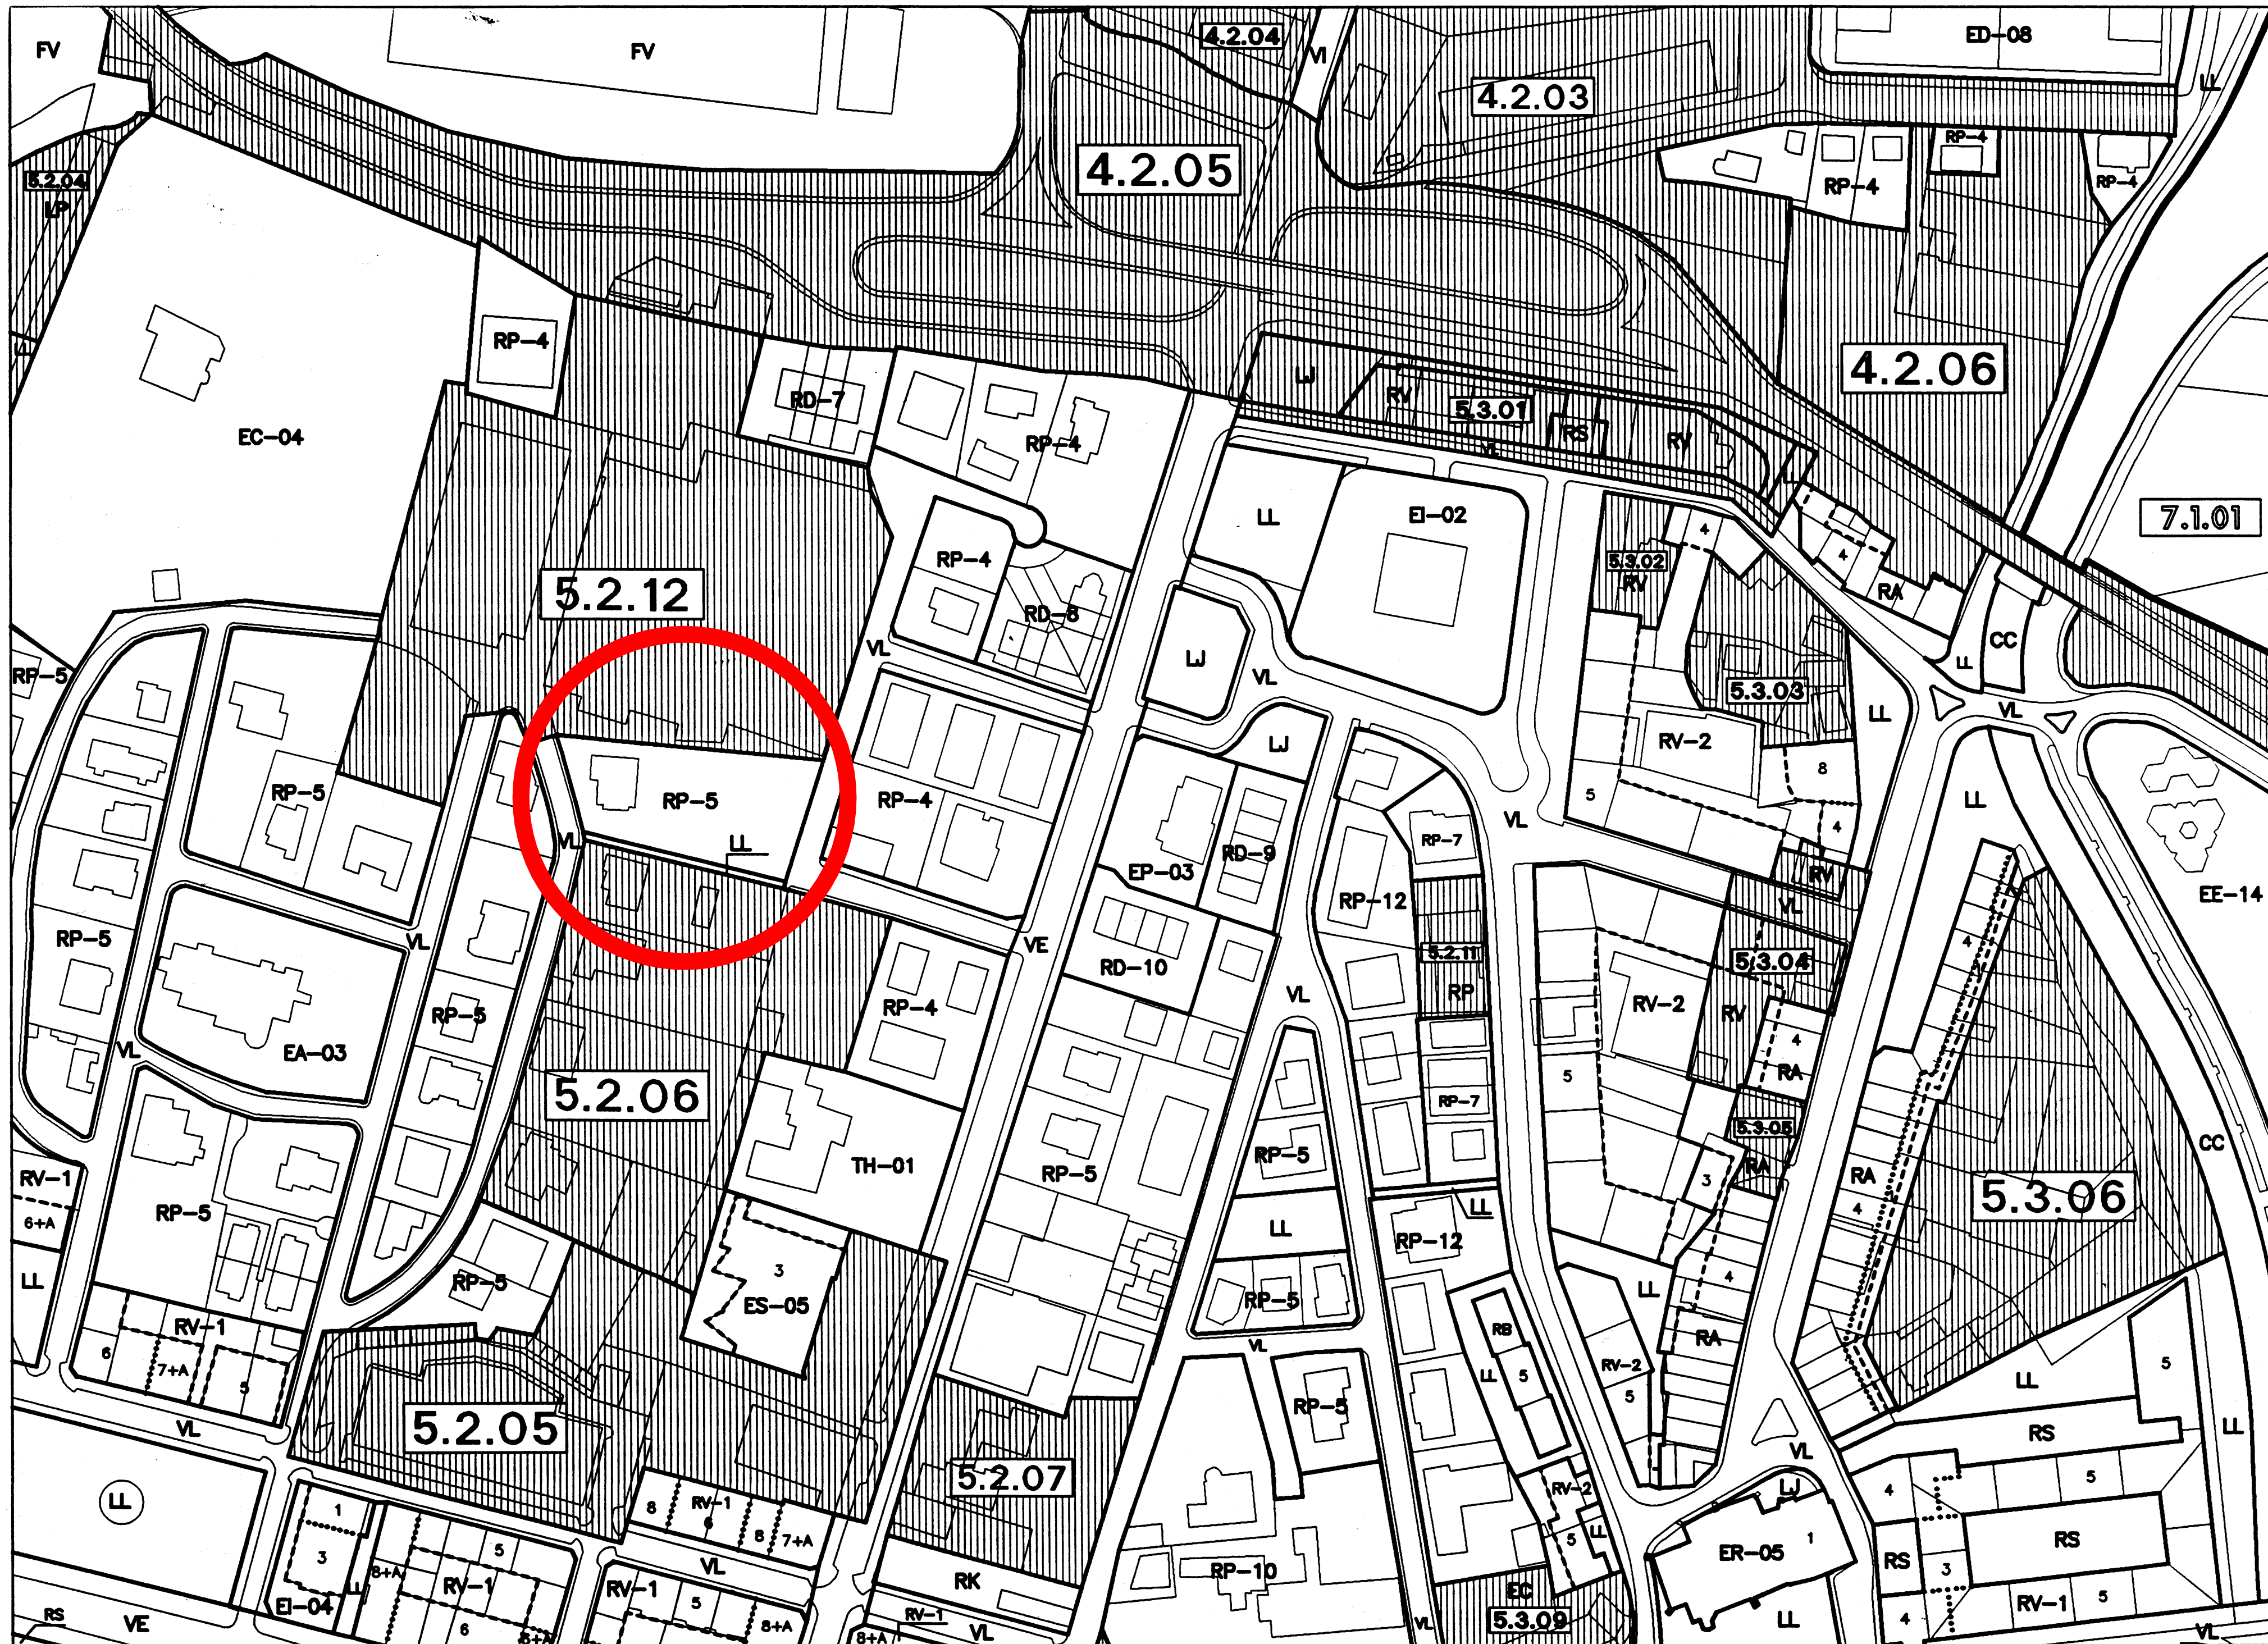 FV
FV
4.2.04
VI
ED-08
4.2.03
LL
4.2.05
RP-4
RP-4
RP-4
5.2.04
LP
RP-4
4.2.06
EC-04
RD-7
RP-4
LJ
RV
5.3.01
RS
RV
VL
LL
LL
EI-02
7.1.01
RP-4
4
5.3.02
RV
4
RA
5.2.12
RD-8
VL
LJ
VL
CC
LL
RP-5
5.3.03
LL
VL
LJ
RV-2
8
RP-5
RP-5
RP-4
5
LL
VL
LL
VL
4
RP-7
EP-03
RD-9
RV
EE-14
RP-12
VL
RP-5
VL
VE
4
RD-10
5.2.11
5.3.04
RP
VL
RP-5
RP-4
RV-2
RV
4
EA-03
VL
RA
5
5.2.06
RP-7
5.3.05
TH-01
RP-5
RP-5
RA
CC
RV-1
3
RA
4
5.3.06
6+A
RP-5
LL
LL
RP-12
LL
RP-5
3
ES-05
RP-5
LL
4
RV-1
RB
RA
6
7+A
5
LL
5
RV-2
5
LL
5
5.2.05
RP-5
VL
RS
LL
5.2.07
VL
LL
8
RV-1
6
8
7+A
RV-2
LJ
4
5
1
3
5
LL
ER-05
1
8+A
RV-1
VL
RV-1
5
RK
RP-10
EC
5.3.09
RS
3
RS
EI-04
LL
RS
VE
6
8+A
8+A
RV-1
8+A
VL
VL
LL
4
RV-1
5
VL